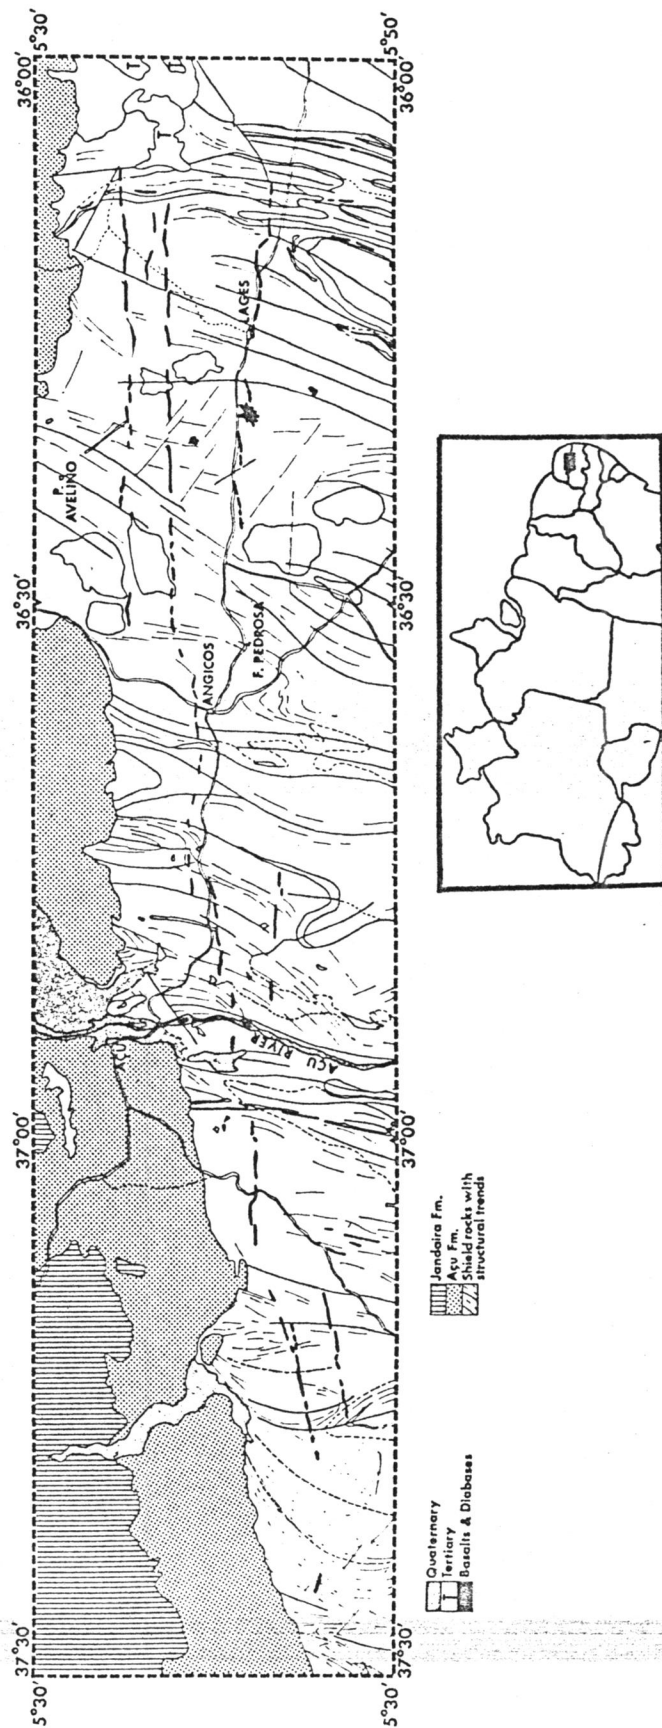 5°30'
37°30'
37°00'
36°30'
36°00'
5°30'
P. AVELINO
AÇU
ANGICOS
LAGES
F. PEDROSA
AÇU RIVER
T
T
T
5°30'
37°30'
37°00'
36°30'
36°00'
5°50'
Quaternary
T Tertiary
Basalts & Diabases
Jandaira Fm.
Açu Fm.
Shield rocks with
structural trends